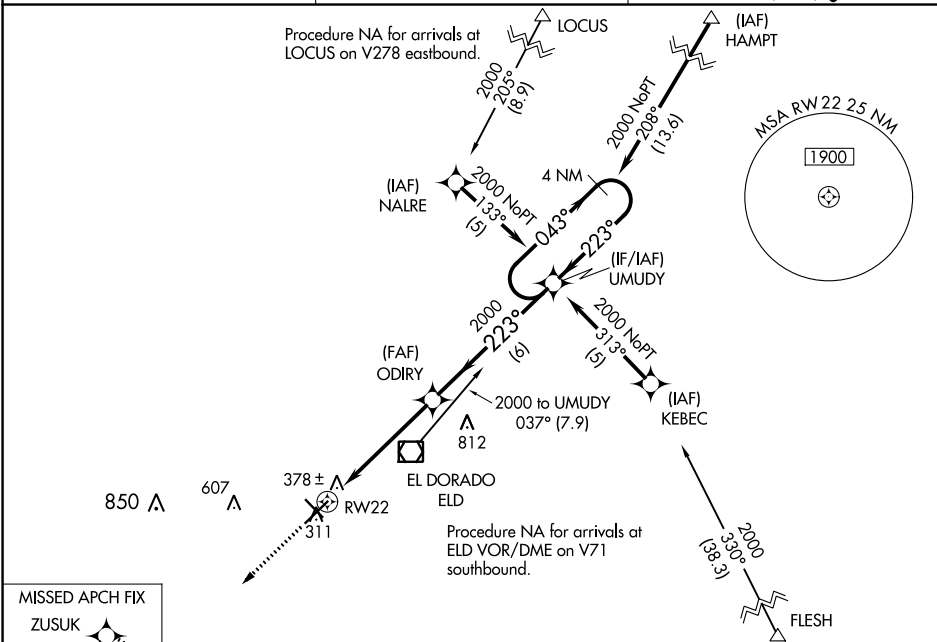 Procedure NA for arrivals at
LOCUS on V278 eastbound.
LOCUS
(IAF)
HAMPT
2000
205°
(8.9)
2000 NoPT
208°
(13.6)
MSA RW22 25 NM
1900
(IAF)
NALRE
2000 NoPT
133°
(5)
4 NM
043°
223°
(IF/IAF)
UMUDY
2000
223°
(6)
2000 NoPT
313°
(5)
(FAF)
ODIRY
(IAF)
KEBEC
2000 to UMUDY
037° (7.9)
812
EL DORADO
ELD
850
607
378 ±
RW22
311
Procedure NA for arrivals at
ELD VOR/DME on V71
southbound.
2000
330°
(38.3)
FLESH
MISSED APCH FIX
ZUSUK